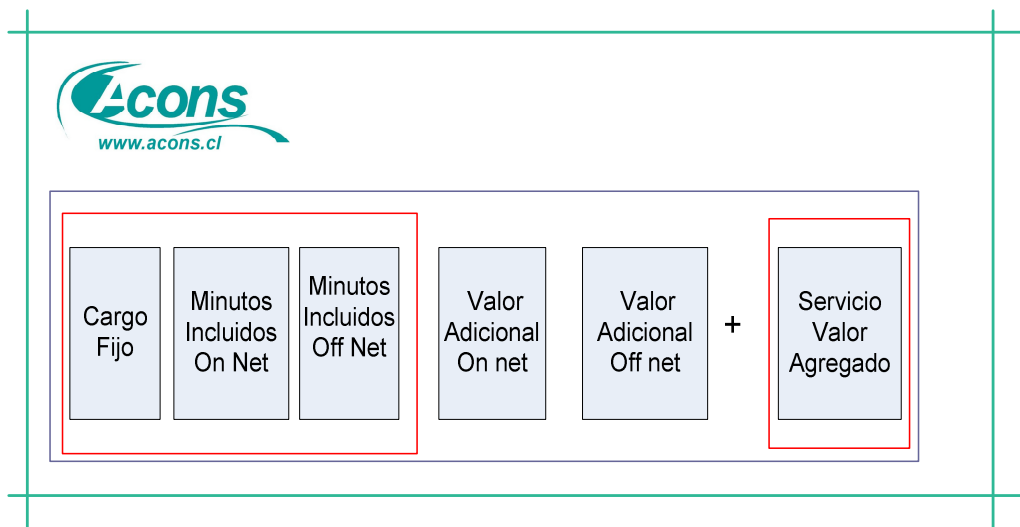 Acons
www.acons.cl
Cargo
Fijo
Minutos
Incluidos
On Net
Minutos
Incluidos
Off Net
Valor
Adicional
On net
Valor
Adicional
Off net
+
Servicio
Valor
Agregado